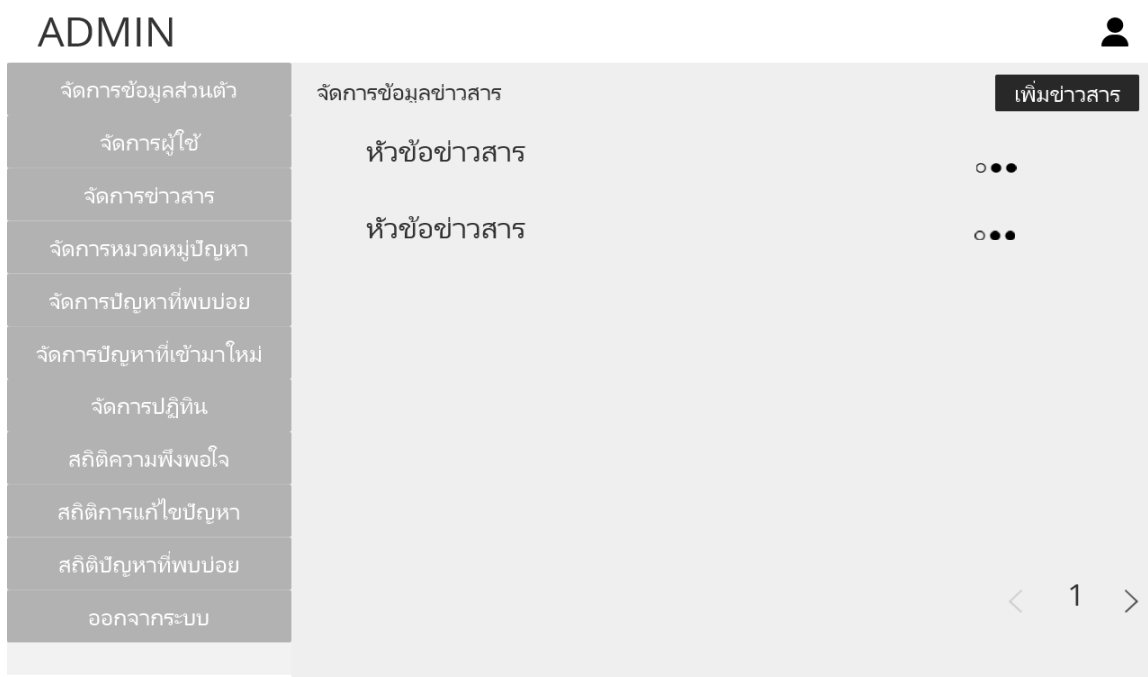 ADMIN
จัดการข้อมูลส่วนตัว
จัดการผู้ใช้
จัดการข่าวสาร
จัดการหมวดหมู่ปัญหา
จัดการปัญหาที่พบบ่อย
จัดการปัญหาที่เข้ามาใหม่
จัดการปฏิทิน
สถิติความพึงพอใจ
สถิติการแก้ไขปัญหา
สถิติปัญหาที่พบบ่อย
ออกจากระบบ
จัดการข้อมูลข่าวสาร
เพิ่มข่าวสาร
หัวข้อข่าวสาร
หัวข้อข่าวสาร
1